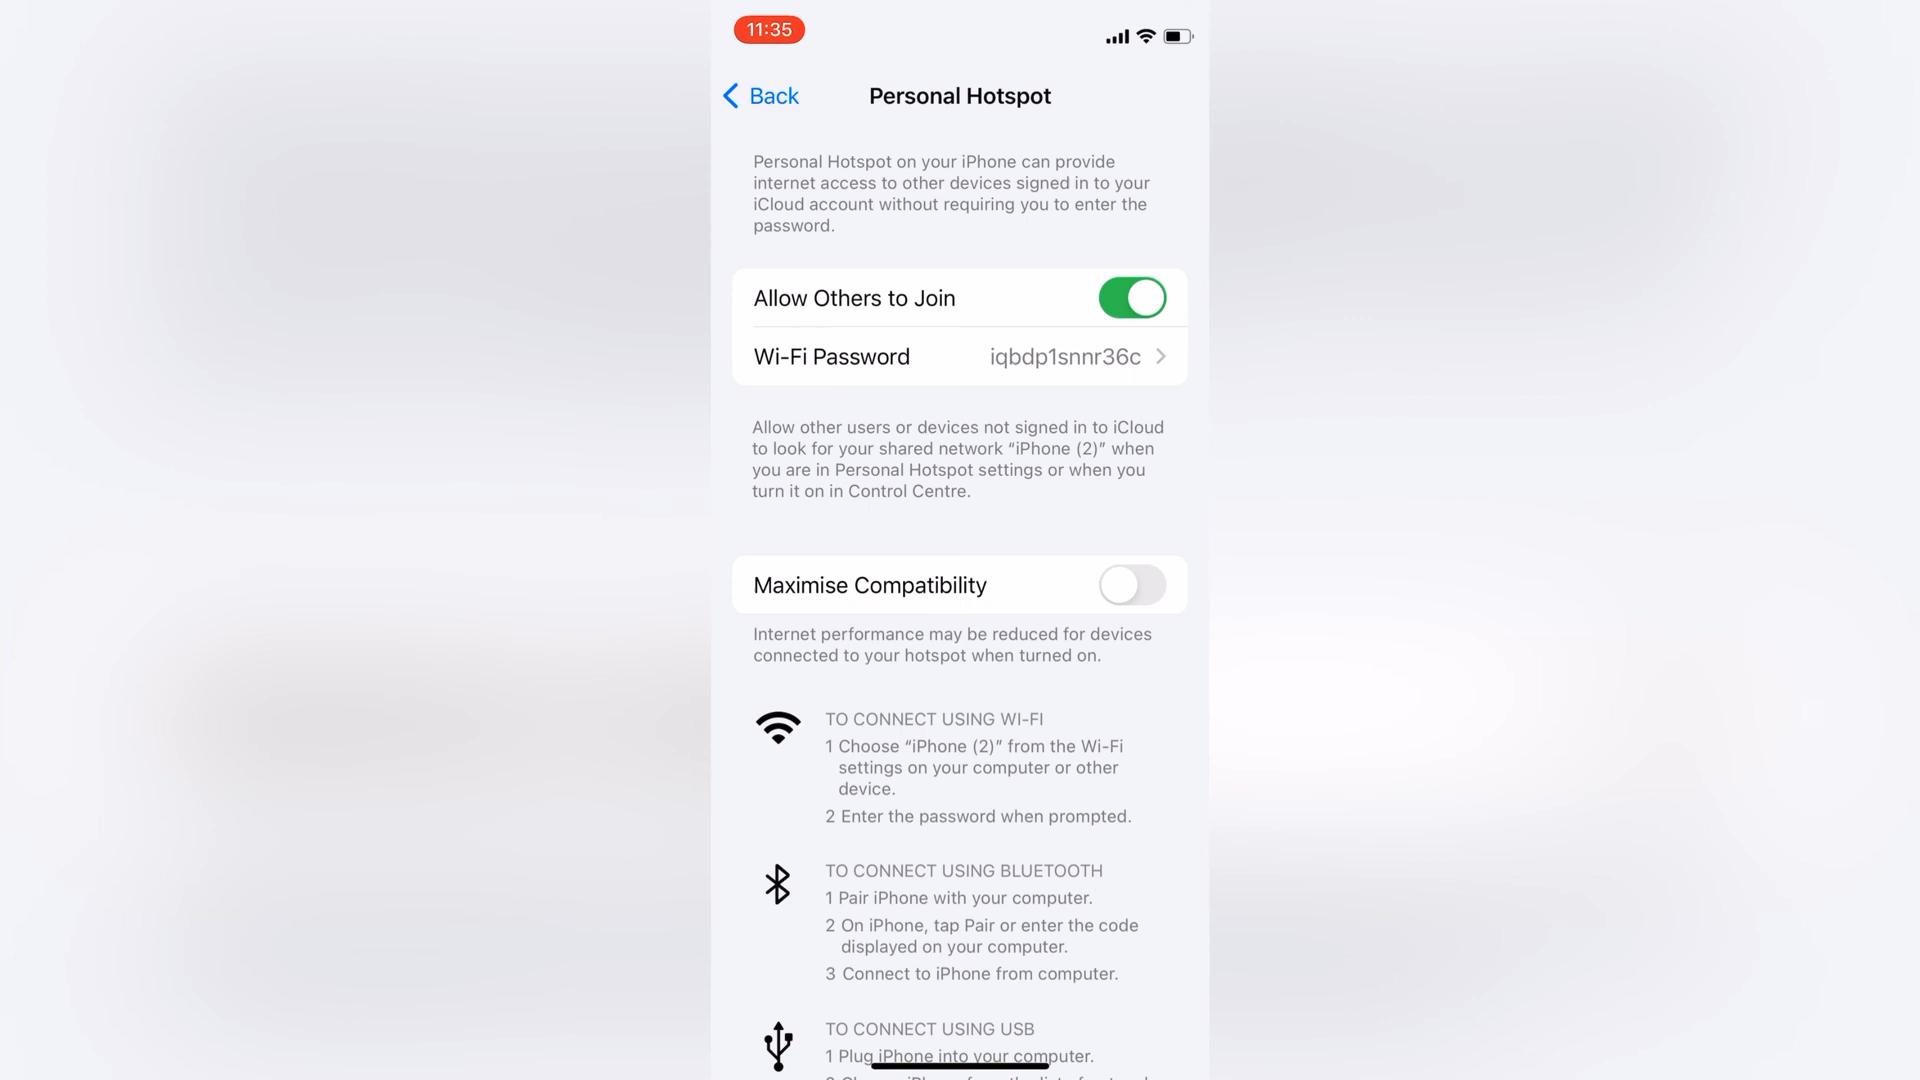 11:35
Back
Personal Hotspot
Personal Hotspot on your iPhone can provide
internet access to other devices signed in to your
iCloud account without requiring you to enter the
password.
Allow Others to Join
Wi-Fi Password iqbdp1snnr36c
Allow other users or devices not signed in to iCloud
to look for your shared network “iPhone (2)” when
you are in Personal Hotspot settings or when you
turn it on in Control Centre.
Maximise Compatibility
Internet performance may be reduced for devices
connected to your hotspot when turned on.
TO CONNECT USING WI-FI
1 Choose “iPhone (2)” from the Wi-Fi
settings on your computer or other
device.
2 Enter the password when prompted.
TO CONNECT USING BLUETOOTH
1 Pair iPhone with your computer.
2 On iPhone, tap Pair or enter the code
displayed on your computer.
3 Connect to iPhone from computer.
TO CONNECT USING USB
1 Plug iPhone into your computer.